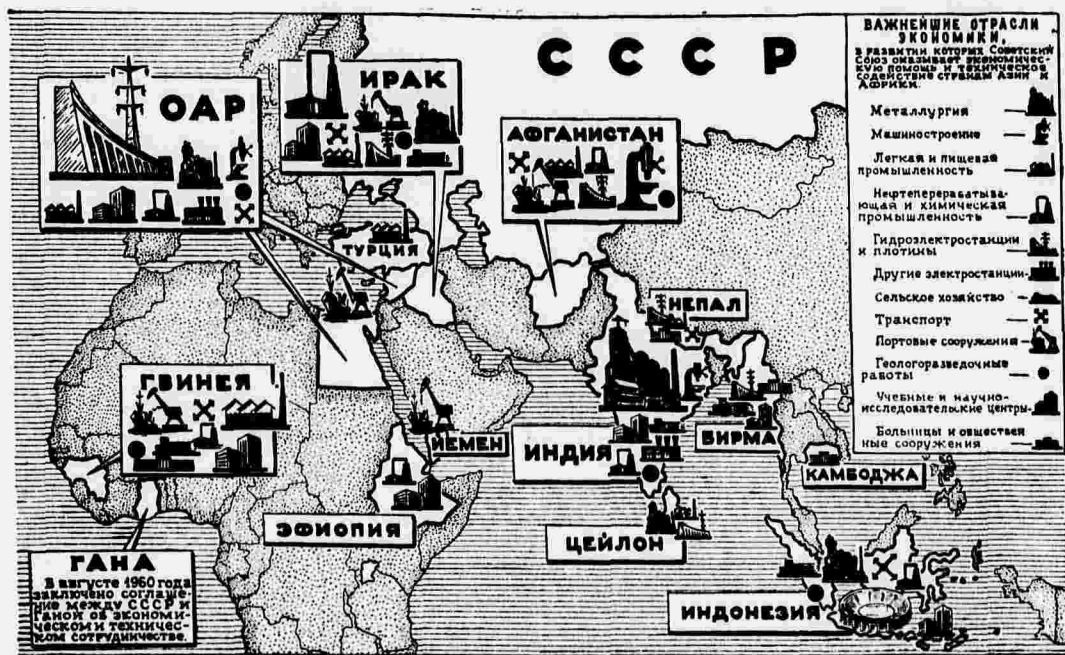 СССР
ОАР
ИРАК
АФГАНИСТАН
ТУРЦИЯ
НЕПАЛ
ГВИНЕЯ
ЙЕМЕН
ИНДИЯ
БИРМА
КАМБОДЖА
ЭФИОПИЯ
ЦЕЙЛОН
ИНДОНЕЗИЯ
ГАНА
В августе 1960 года
заключено соглаше-
ние между СССР и
Ганой об экономи-
ческом и техничес-
ком сотрудничестве.
ВАЖНЕЙШИЕ ОТРАСЛИ
ЭКОНОМИКИ,
в развитии которых Советский
Союз оказывает экономичес-
кую помощь и техническое
содействие странам Азии и
Африки.
Металлургия
Машиностроение
Легкая и пищевая
промышленность
Нефтеперерабатыва-
ющая и химическая
промышленность
Гидроэлектростанции
и плотины
Другие электростанции
Сельское хозяйство
Транспорт
Портовые сооружения
Геологоразведочные
работы
Учебные и научно-
исследовательские центры
Больницы и обществен
ные сооружения